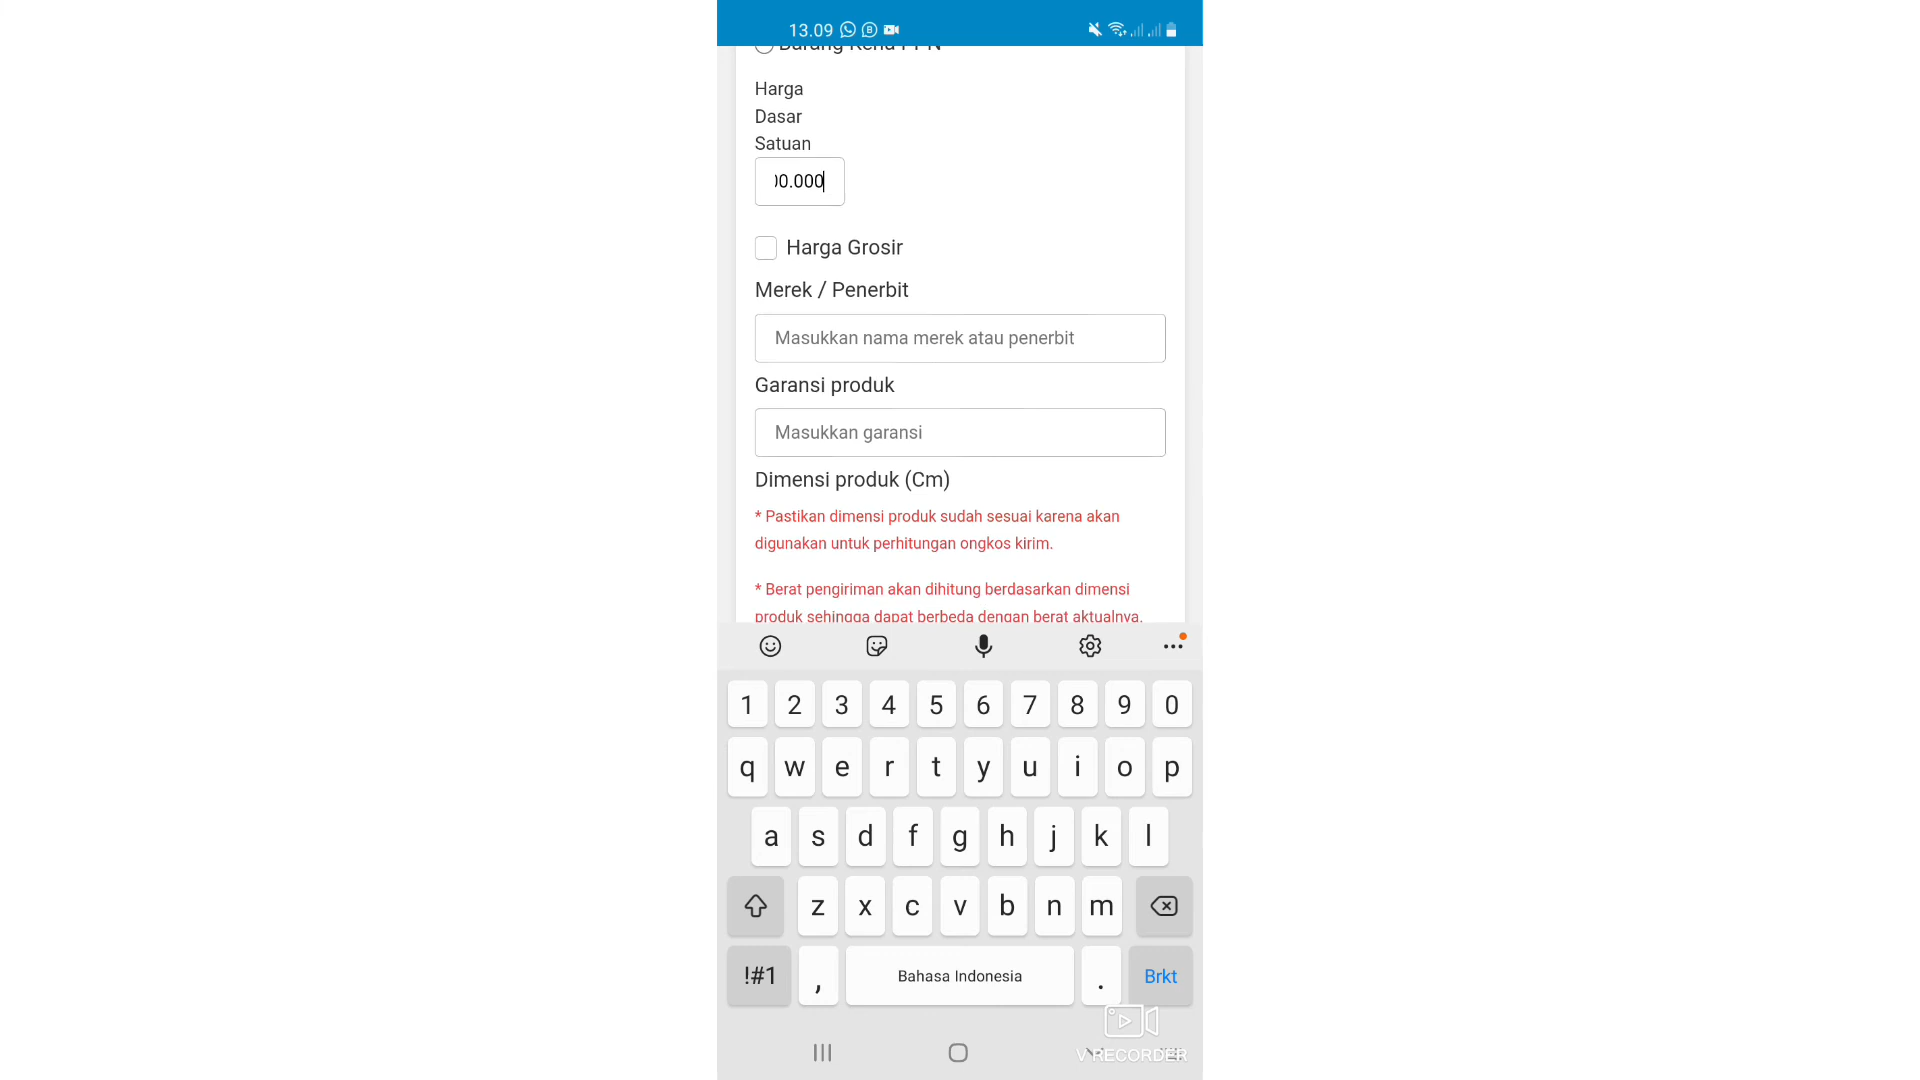 13.09
Barang Kena PPN
Harga
Dasar
Satuan
00.000
Harga Grosir
Merek / Penerbit
Masukkan nama merek atau penerbit
Garansi produk
Masukkan garansi
Dimensi produk (Cm)
* Pastikan dimensi produk sudah sesuai karena akan
digunakan untuk perhitungan ongkos kirim.
* Berat pengiriman akan dihitung berdasarkan dimensi
produk sehingga dapat berbeda dengan berat aktualnya.
1 2 3 4 5 6 7 8 9 0
q w e r t y u i o p
a s d f g h j k l
z x c v b n m
!#1 , Bahasa Indonesia . Brkt
V RECORDER